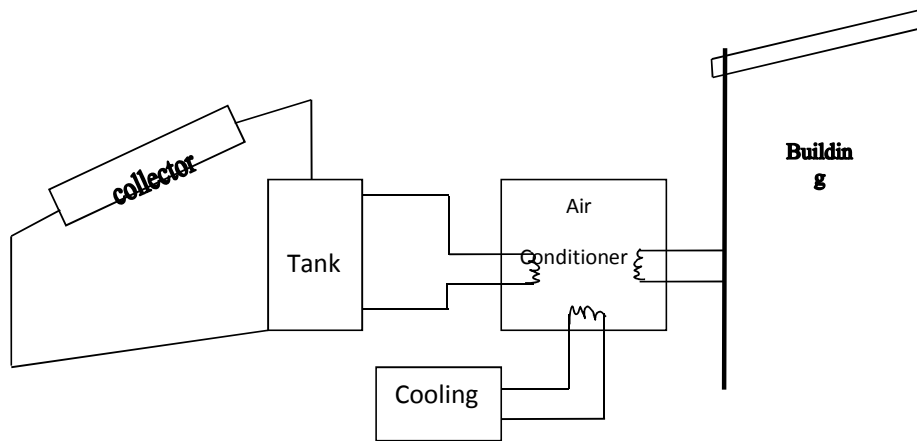 collector
Tank
Air
Conditioner
Cooling
Buildin
g